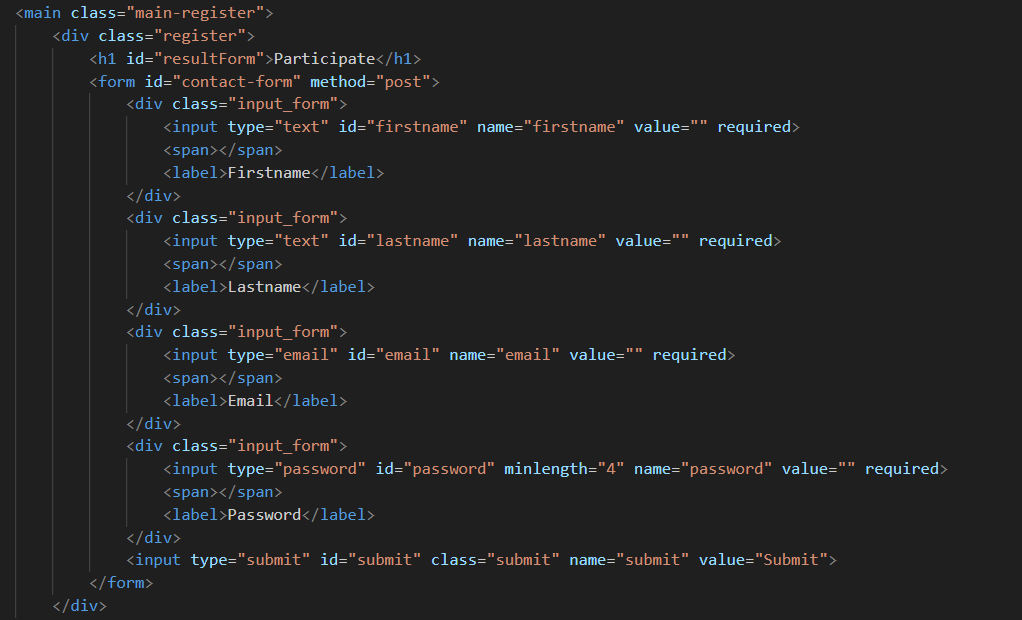 <main class="main-register">
<div class="register">
<h1 id="resultForm">Participate</h1>
<form id="contact-form" method="post">
<div class="input_form">
<input type="text" id="firstname" name="firstname" value="" required>
<span></span>
<label>Firstname</label>
</div>
<div class="input_form">
<input type="text" id="lastname" name="lastname" value="" required>
<span></span>
<label>Lastname</label>
</div>
<div class="input_form">
<input type="email" id="email" name="email" value="" required>
<span></span>
<label>Email</label>
</div>
<div class="input_form">
<input type="password" id="password" minlength="4" name="password" value="" required>
<span></span>
<label>Password</label>
</div>
<input type="submit" id="submit" class="submit" name="submit" value="Submit">
</form>
</div>